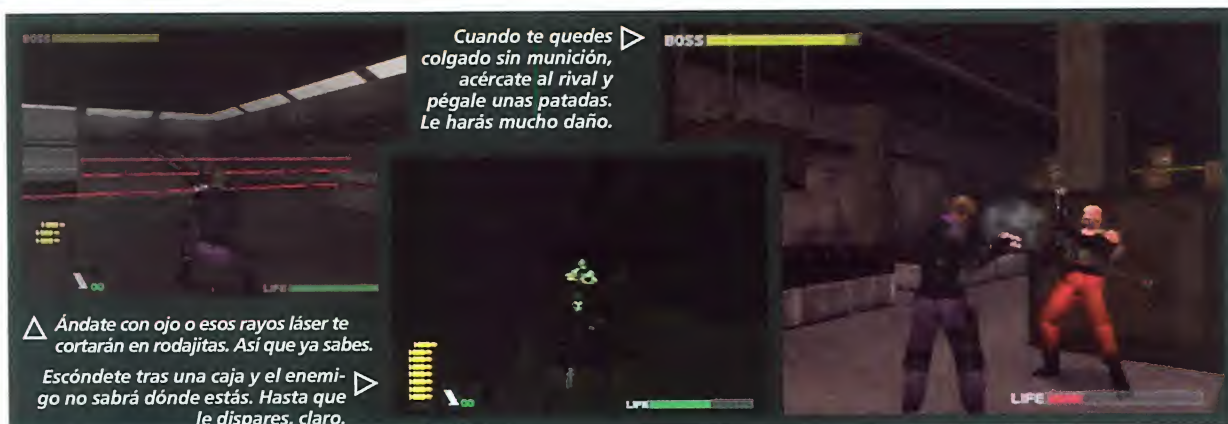 BOSS
Cuando te quedes
colgado sin munición,
acércate al rival y
pégale unas patadas.
Le harás mucho daño.
BOSS
00
LIFE
Ándate con ojo o esos rayos láser te
cortarán en rodajitas. Así que ya sabes.
Escóndete tras una caja y el enemi-
go no sabrá dónde estás. Hasta que
le dispares, claro.
00
LIFE
LIFE